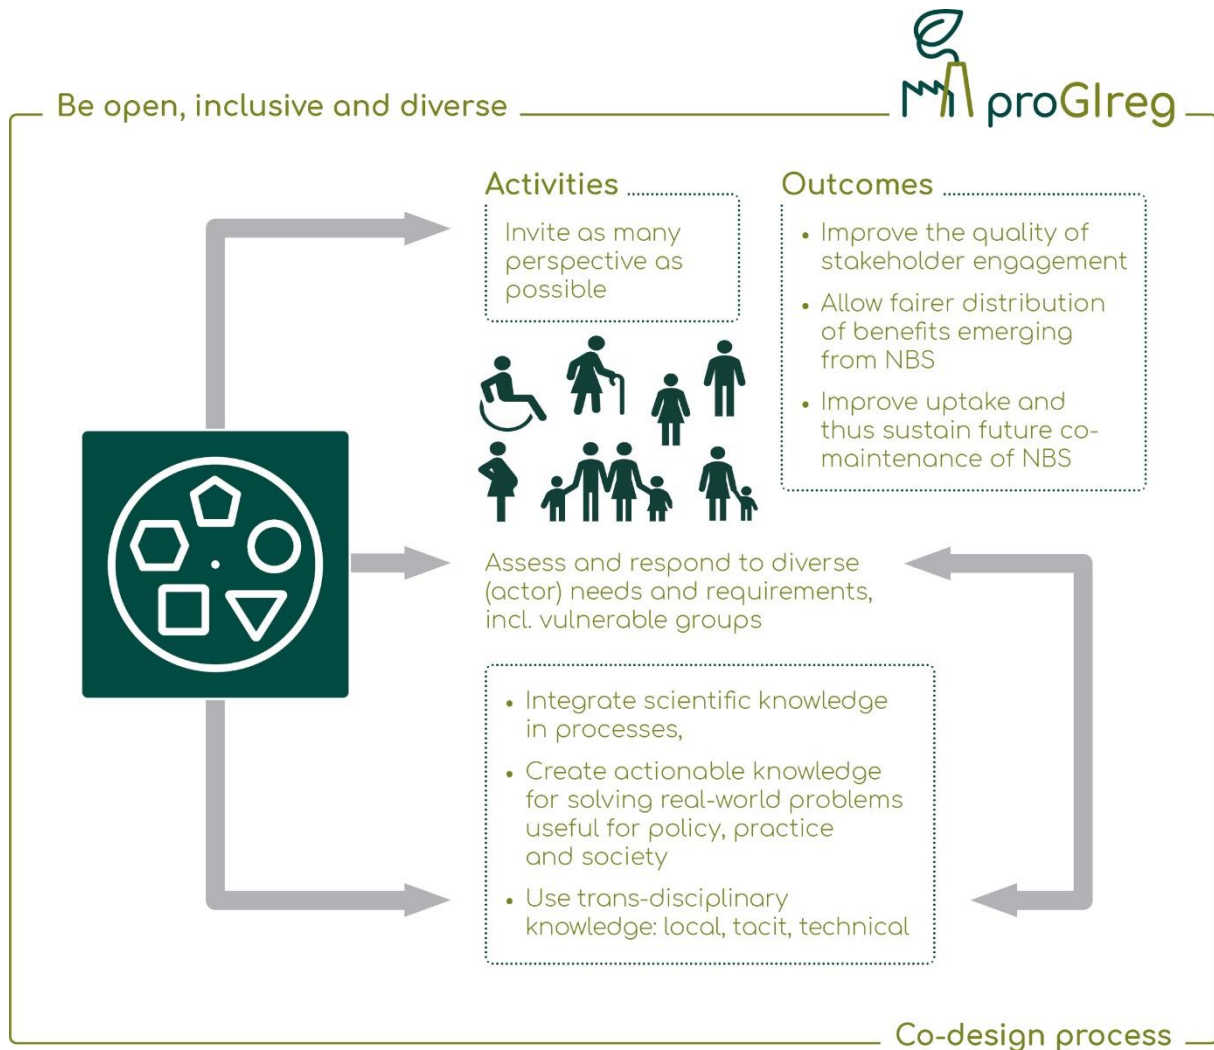 proGIreg
Be open, inclusive and diverse
Activities
Invite as many
perspective as
possible
Outcomes
• Improve the quality of
stakeholder engagement
• Allow fairer distribution
of benefits emerging
from NBS
• Improve uptake and
thus sustain future co-
maintenance of NBS
Assess and respond to diverse
(actor) needs and requirements,
incl. vulnerable groups
• Integrate scientific knowledge
in processes,
• Create actionable knowledge
for solving real-world problems
useful for policy, practice
and society
• Use trans-disciplinary
knowledge: local, tacit, technical
Co-design process